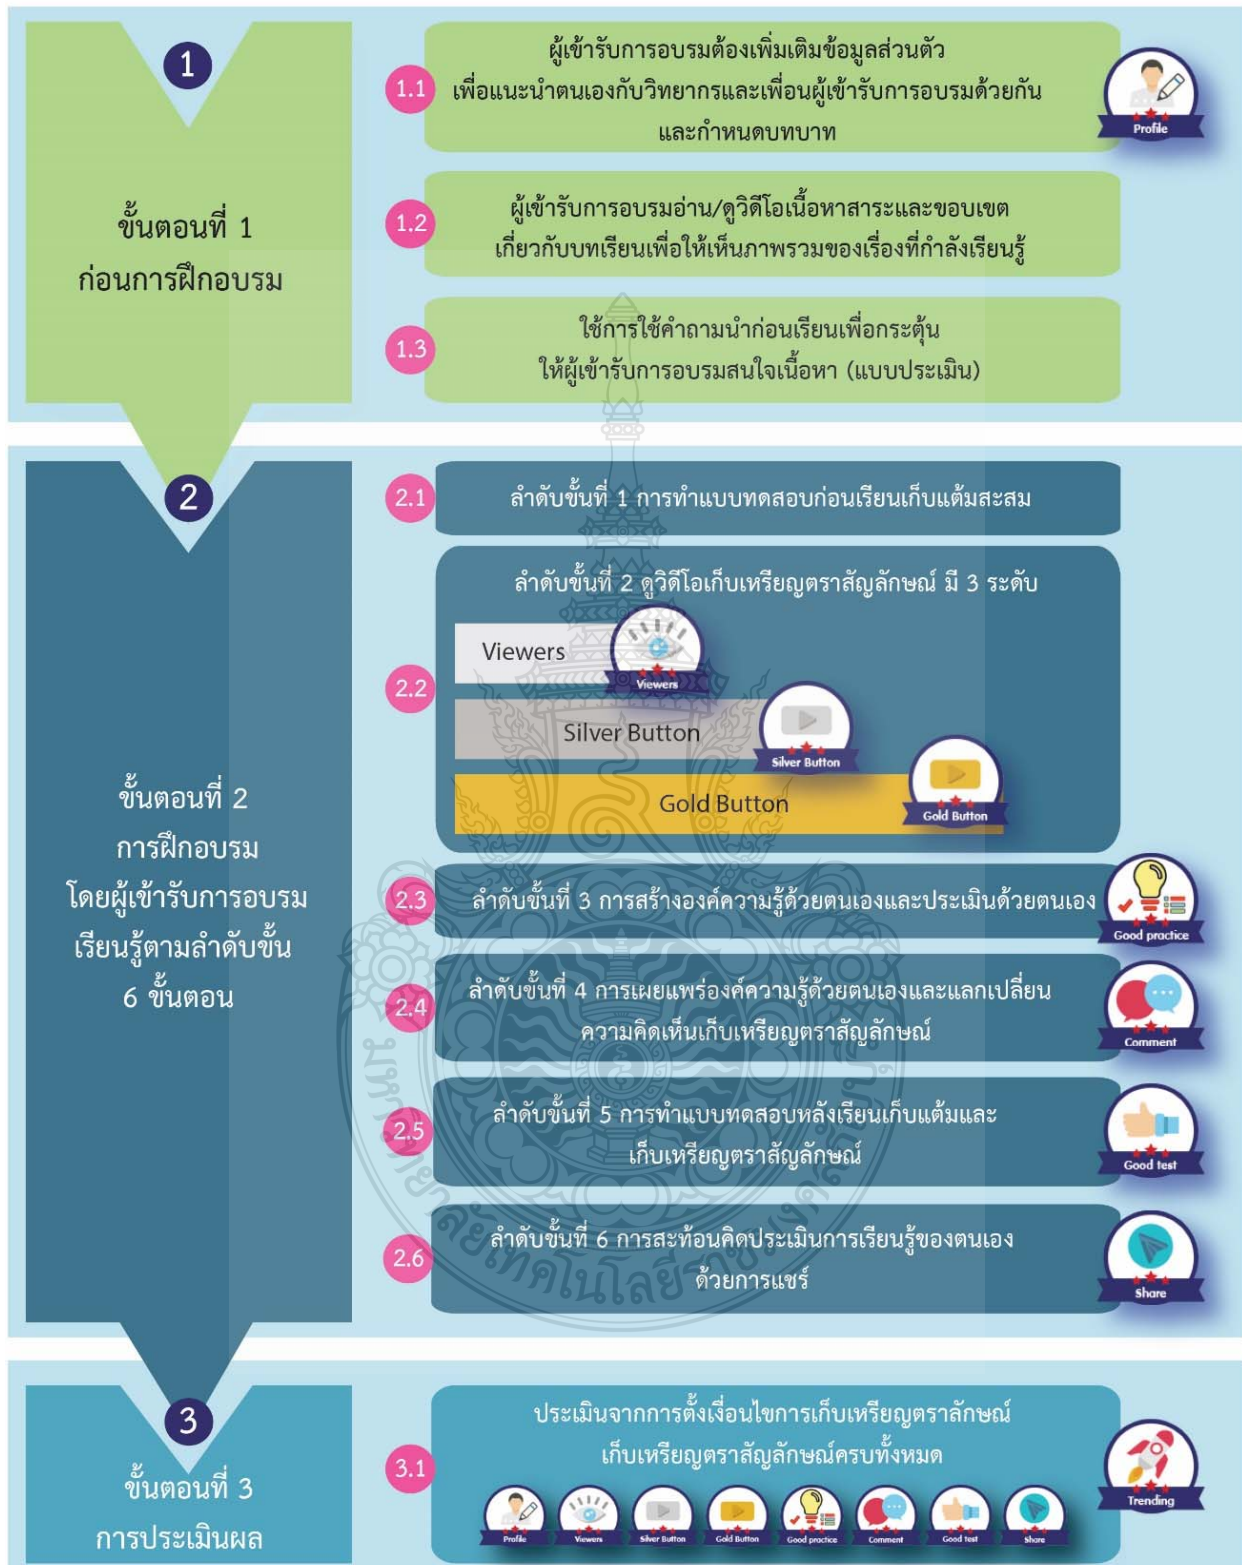 1
ขั้นตอนที่ 1
ก่อนการฝึกอบรม
1.1
ผู้เข้ารับการอบรมต้องเพิ่มเติมข้อมูลส่วนตัว
เพื่อแนะนำตนเองกับวิทยากรและเพื่อนผู้เข้ารับการอบรมด้วยกัน
และกำหนดบทบาท
Profile
1.2
ผู้เข้ารับการอบรมอ่าน/ดูวิดีโอเนื้อหาสาระและขอบเขต
เกี่ยวกับบทเรียนเพื่อให้เห็นภาพรวมของเรื่องที่กำลังเรียนรู้
1.3
ใช้การใช้คำถามนำก่อนเรียนเพื่อกระตุ้น
ให้ผู้เข้ารับการอบรมสนใจเนื้อหา (แบบประเมิน)
2
ขั้นตอนที่ 2
การฝึกอบรม
โดยผู้เข้ารับการอบรม
เรียนรู้ตามลำดับขั้น
6 ขั้นตอน
2.1
ลำดับขั้นที่ 1 การทำแบบทดสอบก่อนเรียนเก็บแต้มสะสม
2.2
ลำดับขั้นที่ 2 ดูวิดีโอเก็บเหรียญตราสัญลักษณ์ มี 3 ระดับ
Viewers
Viewers
Silver Button
Silver Button
Gold Button
Gold Button
2.3
ลำดับขั้นที่ 3 การสร้างองค์ความรู้ด้วยตนเองและประเมินด้วยตนเอง
Good practice
2.4
ลำดับขั้นที่ 4 การเผยแพร่องค์ความรู้ด้วยตนเองและแลกเปลี่ยน
ความคิดเห็นเก็บเหรียญตราสัญลักษณ์
Comment
2.5
ลำดับขั้นที่ 5 การทำแบบทดสอบหลังเรียนเก็บแต้มและ
เก็บเหรียญตราสัญลักษณ์
Good test
2.6
ลำดับขั้นที่ 6 การสะท้อนคิดประเมินการเรียนรู้ของตนเอง
ด้วยการแชร์
Share
มหาวิทยาลัยเทคโนโลยีราชมงคลธัญบุรี
3
ขั้นตอนที่ 3
การประเมินผล
3.1
ประเมินจากการตั้งเงื่อนไขการเก็บเหรียญตราลักษณ์
เก็บเหรียญตราสัญลักษณ์ครบทั้งหมด
Profile Viewers Silver Button Gold Button Good practice Comment Good test Share
Trending